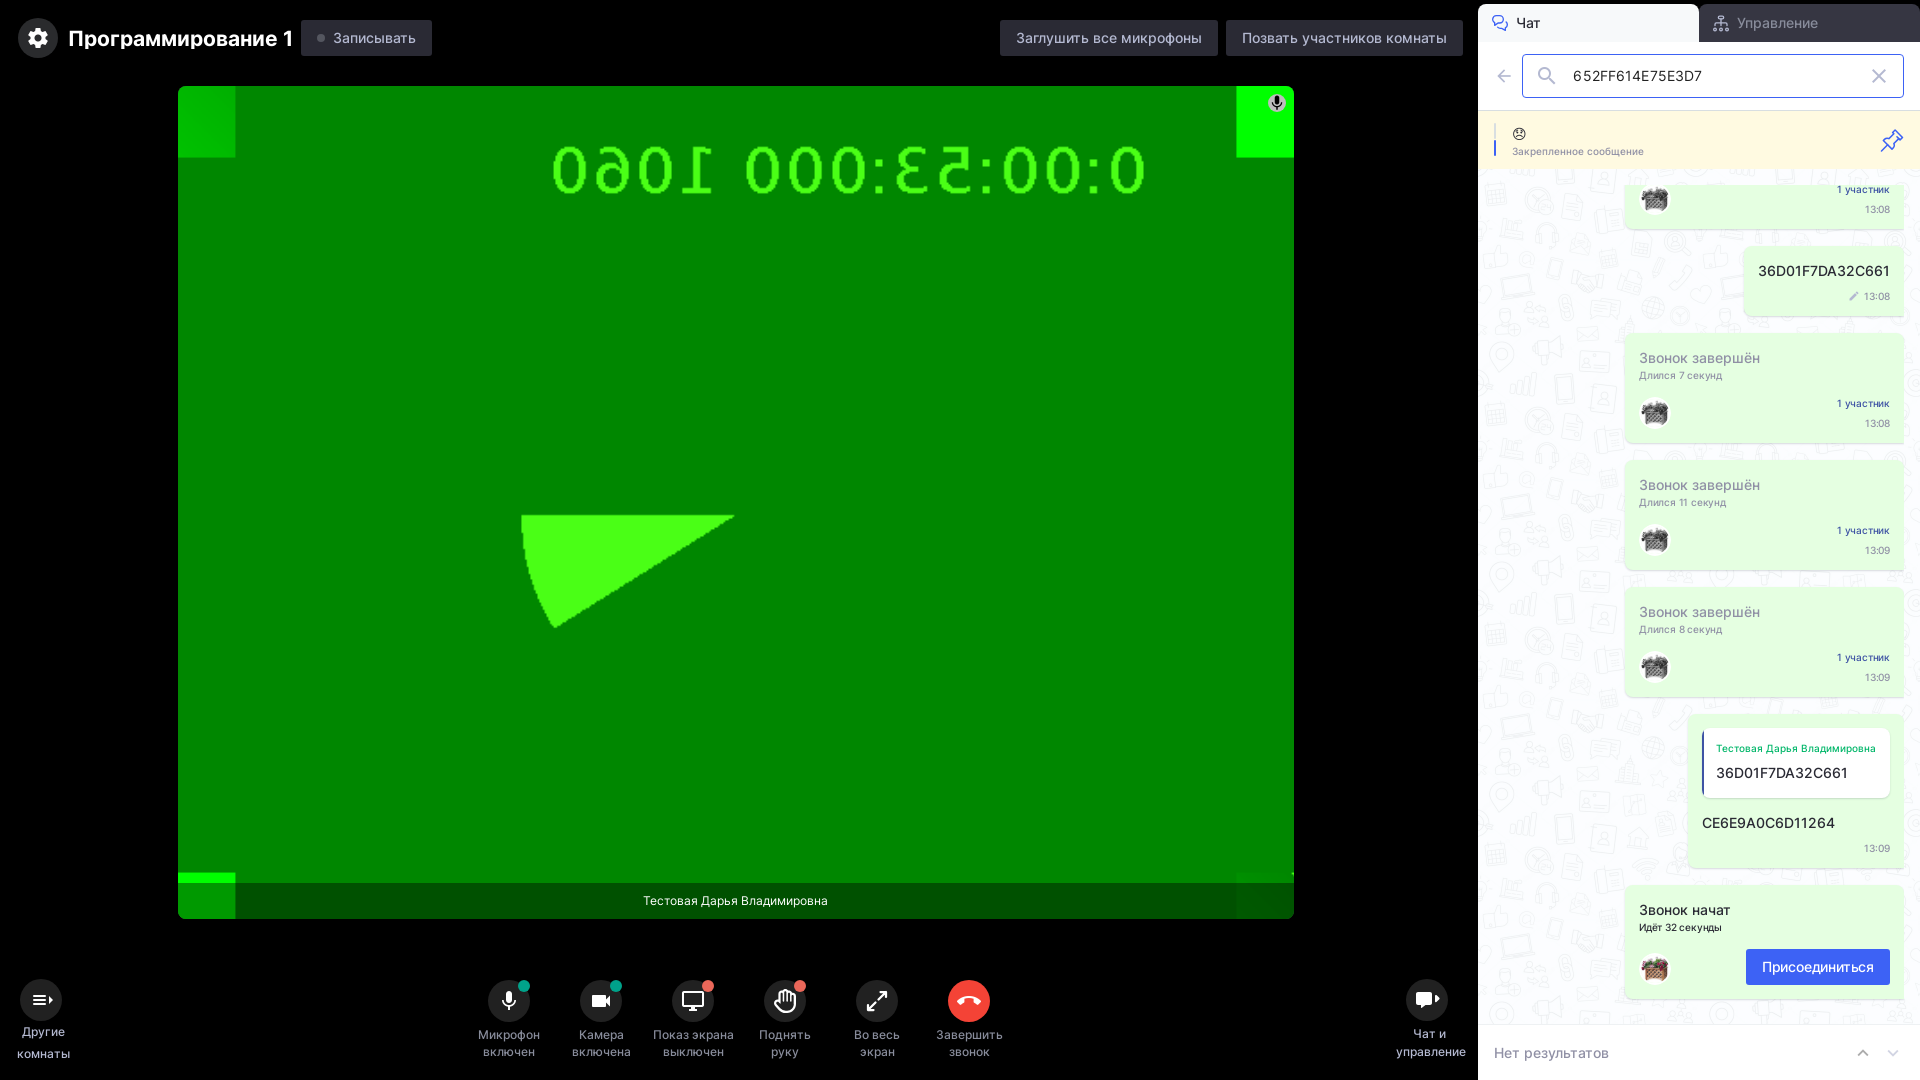 Программирование 1
Записывать
Заглушить все микрофоны
Позвать участников комнаты
0:00:53:000 1060
Тестовая Дарья Владимировна
Другие
комнаты
Микрофон
включен
Камера
включена
Показ экрана
выключен
Поднять
руку
Во весь
экран
Завершить
звонок
Чат и
управление
Чат
Управление
652FF614E75E3D7
😞
Закрепленное сообщение
1 участник
13:08
36D01F7DA32C661
13:08
Звонок завершён
Длился 7 секунд
1 участник
13:08
Звонок завершён
Длился 11 секунд
1 участник
13:09
Звонок завершён
Длился 8 секунд
1 участник
13:09
Тестовая Дарья Владимировна
36D01F7DA32C661
CE6E9A0C6D11264
13:09
Звонок начат
Идёт 32 секунды
Присоединиться
Нет результатов